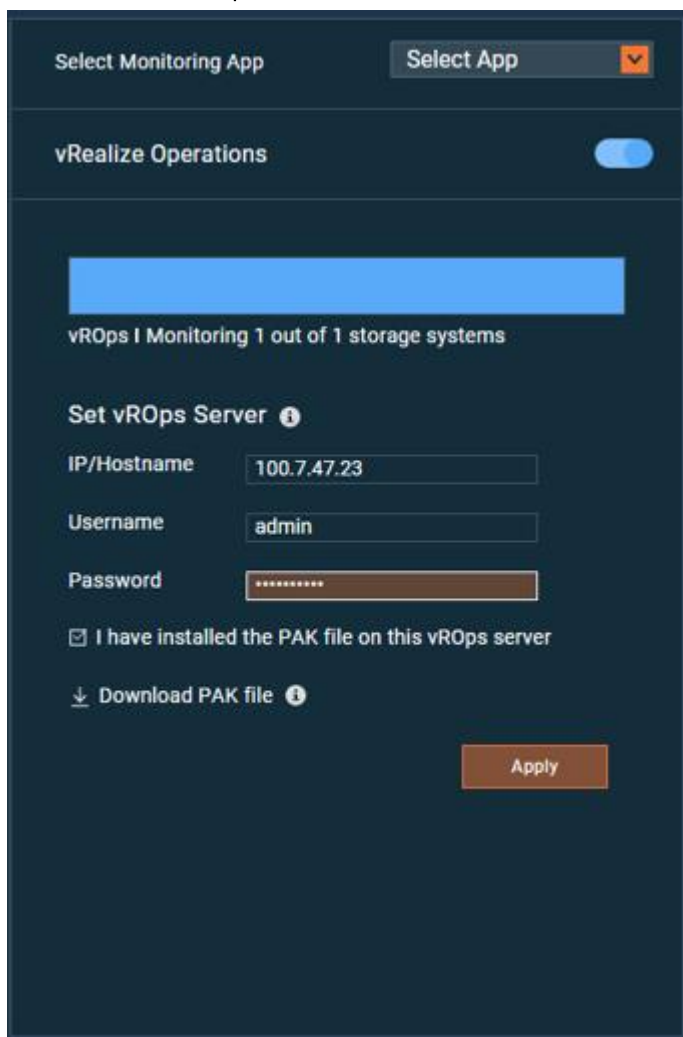 Select Monitoring App Select App
vRealize Operations
vROps I Monitoring 1 out of 1 storage systems
Set vROps Server
IP/Hostname 100.7.47.23
Username admin
Password ••••••••••
I have installed the PAK file on this vROps server
Download PAK file
Apply